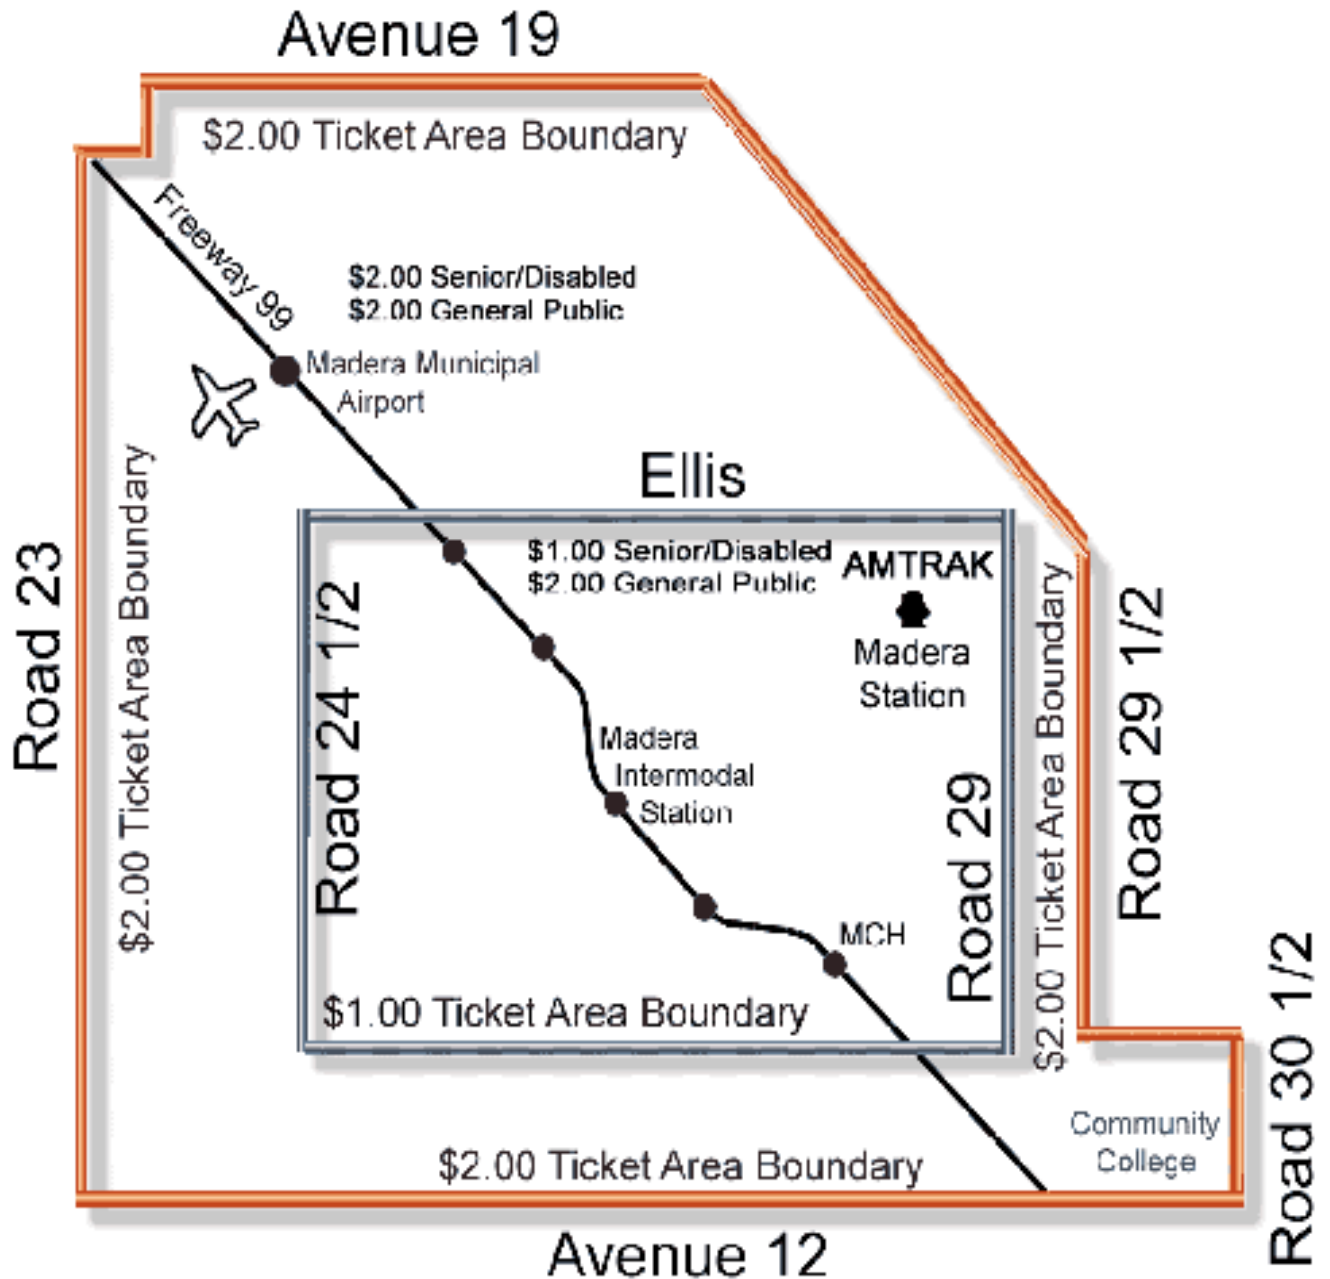 Avenue 19
$2.00 Ticket Area Boundary
Freeway 99
$2.00 Senior/Disabled
$2.00 General Public
Madera Municipal
Airport
Ellis
$1.00 Senior/Disabled
$2.00 General Public
AMTRAK
Madera
Station
Road 23
$2.00 Ticket Area Boundary
Road 24 1/2
Madera
Intermodal
Station
Road 29
$2.00 Ticket Area Boundary
Road 29 1/2
MCH
$1.00 Ticket Area Boundary
Road 30 1/2
Community
College
$2.00 Ticket Area Boundary
Avenue 12